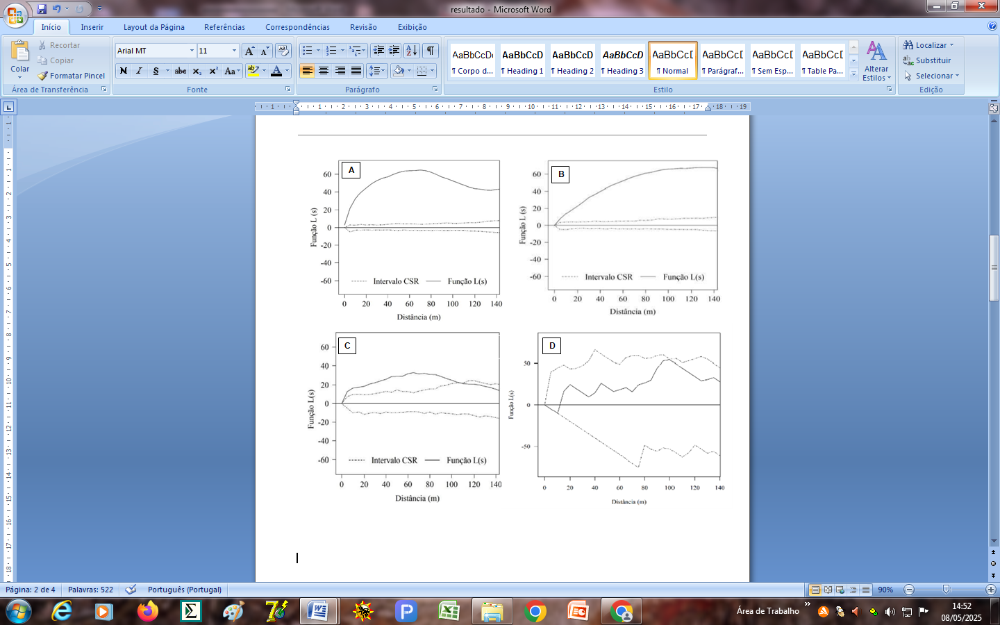 resultado - Microsoft Word
Início Inserir Layout da Página Referências Correspondências Revisão Exibição
Colar
Recortar
Copiar
Formatar Pincel
Área de Transferência
Arial MT 11
N I S abc x₂ x² Aa
Fonte
Parágrafo
AaBbCcDc AaBbCcD AaBbCcD AaBbCcD AaBbCcD AaBbCcD AaBbCcD AaBbCcD
¶ Corpo d... ¶ Heading 1 ¶ Heading 2 ¶ Heading 3 ¶ Normal ¶ Parágraf... ¶ Sem Esp... ¶ Table Pa...
Alterar
Estilos
Estilo
Localizar
Substituir
Selecionar
Edição
1 1 2 3 4 5 6 7 8 9 10 11 12 13 14 15 16 17 18 19
A
60
40
20
0
-20
-40
-60
Função L (s)
Intervalo CSR Função L(s)
0 20 40 60 80 100 120 140
Distância (m)
B
60
40
20
0
-20
-40
-60
Função L (s)
Intervalo CSR Função L(s)
0 20 40 60 80 100 120 140
Distância (m)
C
60
40
20
0
-20
-40
-60
Função L(s)
Intervalo CSR Função L(s)
0 20 40 60 80 100 120 140
Distância (m)
D
50
0
-50
Função L(s)
0 20 40 60 80 100 120 140
Distância (m)
Página: 2 de 4 Palavras: 522 Português (Portugal) 90%
Área de Trabalho
14:52
08/05/2025